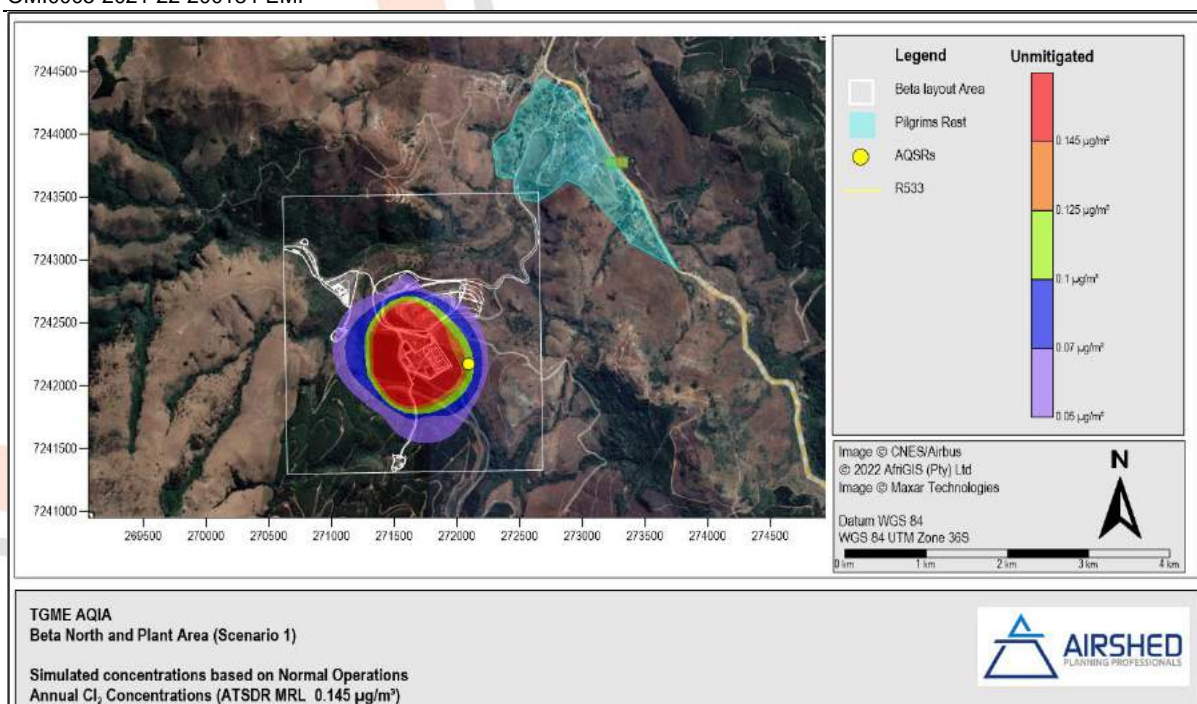 7244500
7244000
7243500
7243000
7242500
7242000
7241500
7241000
269500 270000 270500 271000 271500 272000 272500 273000 273500 274000 274500
Legend
Beta layout Area
Pilgrims Rest
AQSRs
R533
Unmitigated
0.145 µg/m³
0.125 µg/m³
0.1 µg/m³
0.07 µg/m³
0.05 µg/m³
Image © CNES/Airbus
© 2022 AfriGIS (Pty) Ltd
Image © Maxar Technologies
Datum WGS 84
WGS 84 UTM Zone 36S
N
0 km 1 km 2 km 3 km 4 km
TGME AQIA
Beta North and Plant Area (Scenario 1)
Simulated concentrations based on Normal Operations
Annual Cl₂ Concentrations (ATSDR MRL 0.145 µg/m³)
AIRSHED
PLANNING PROFESSIONALS